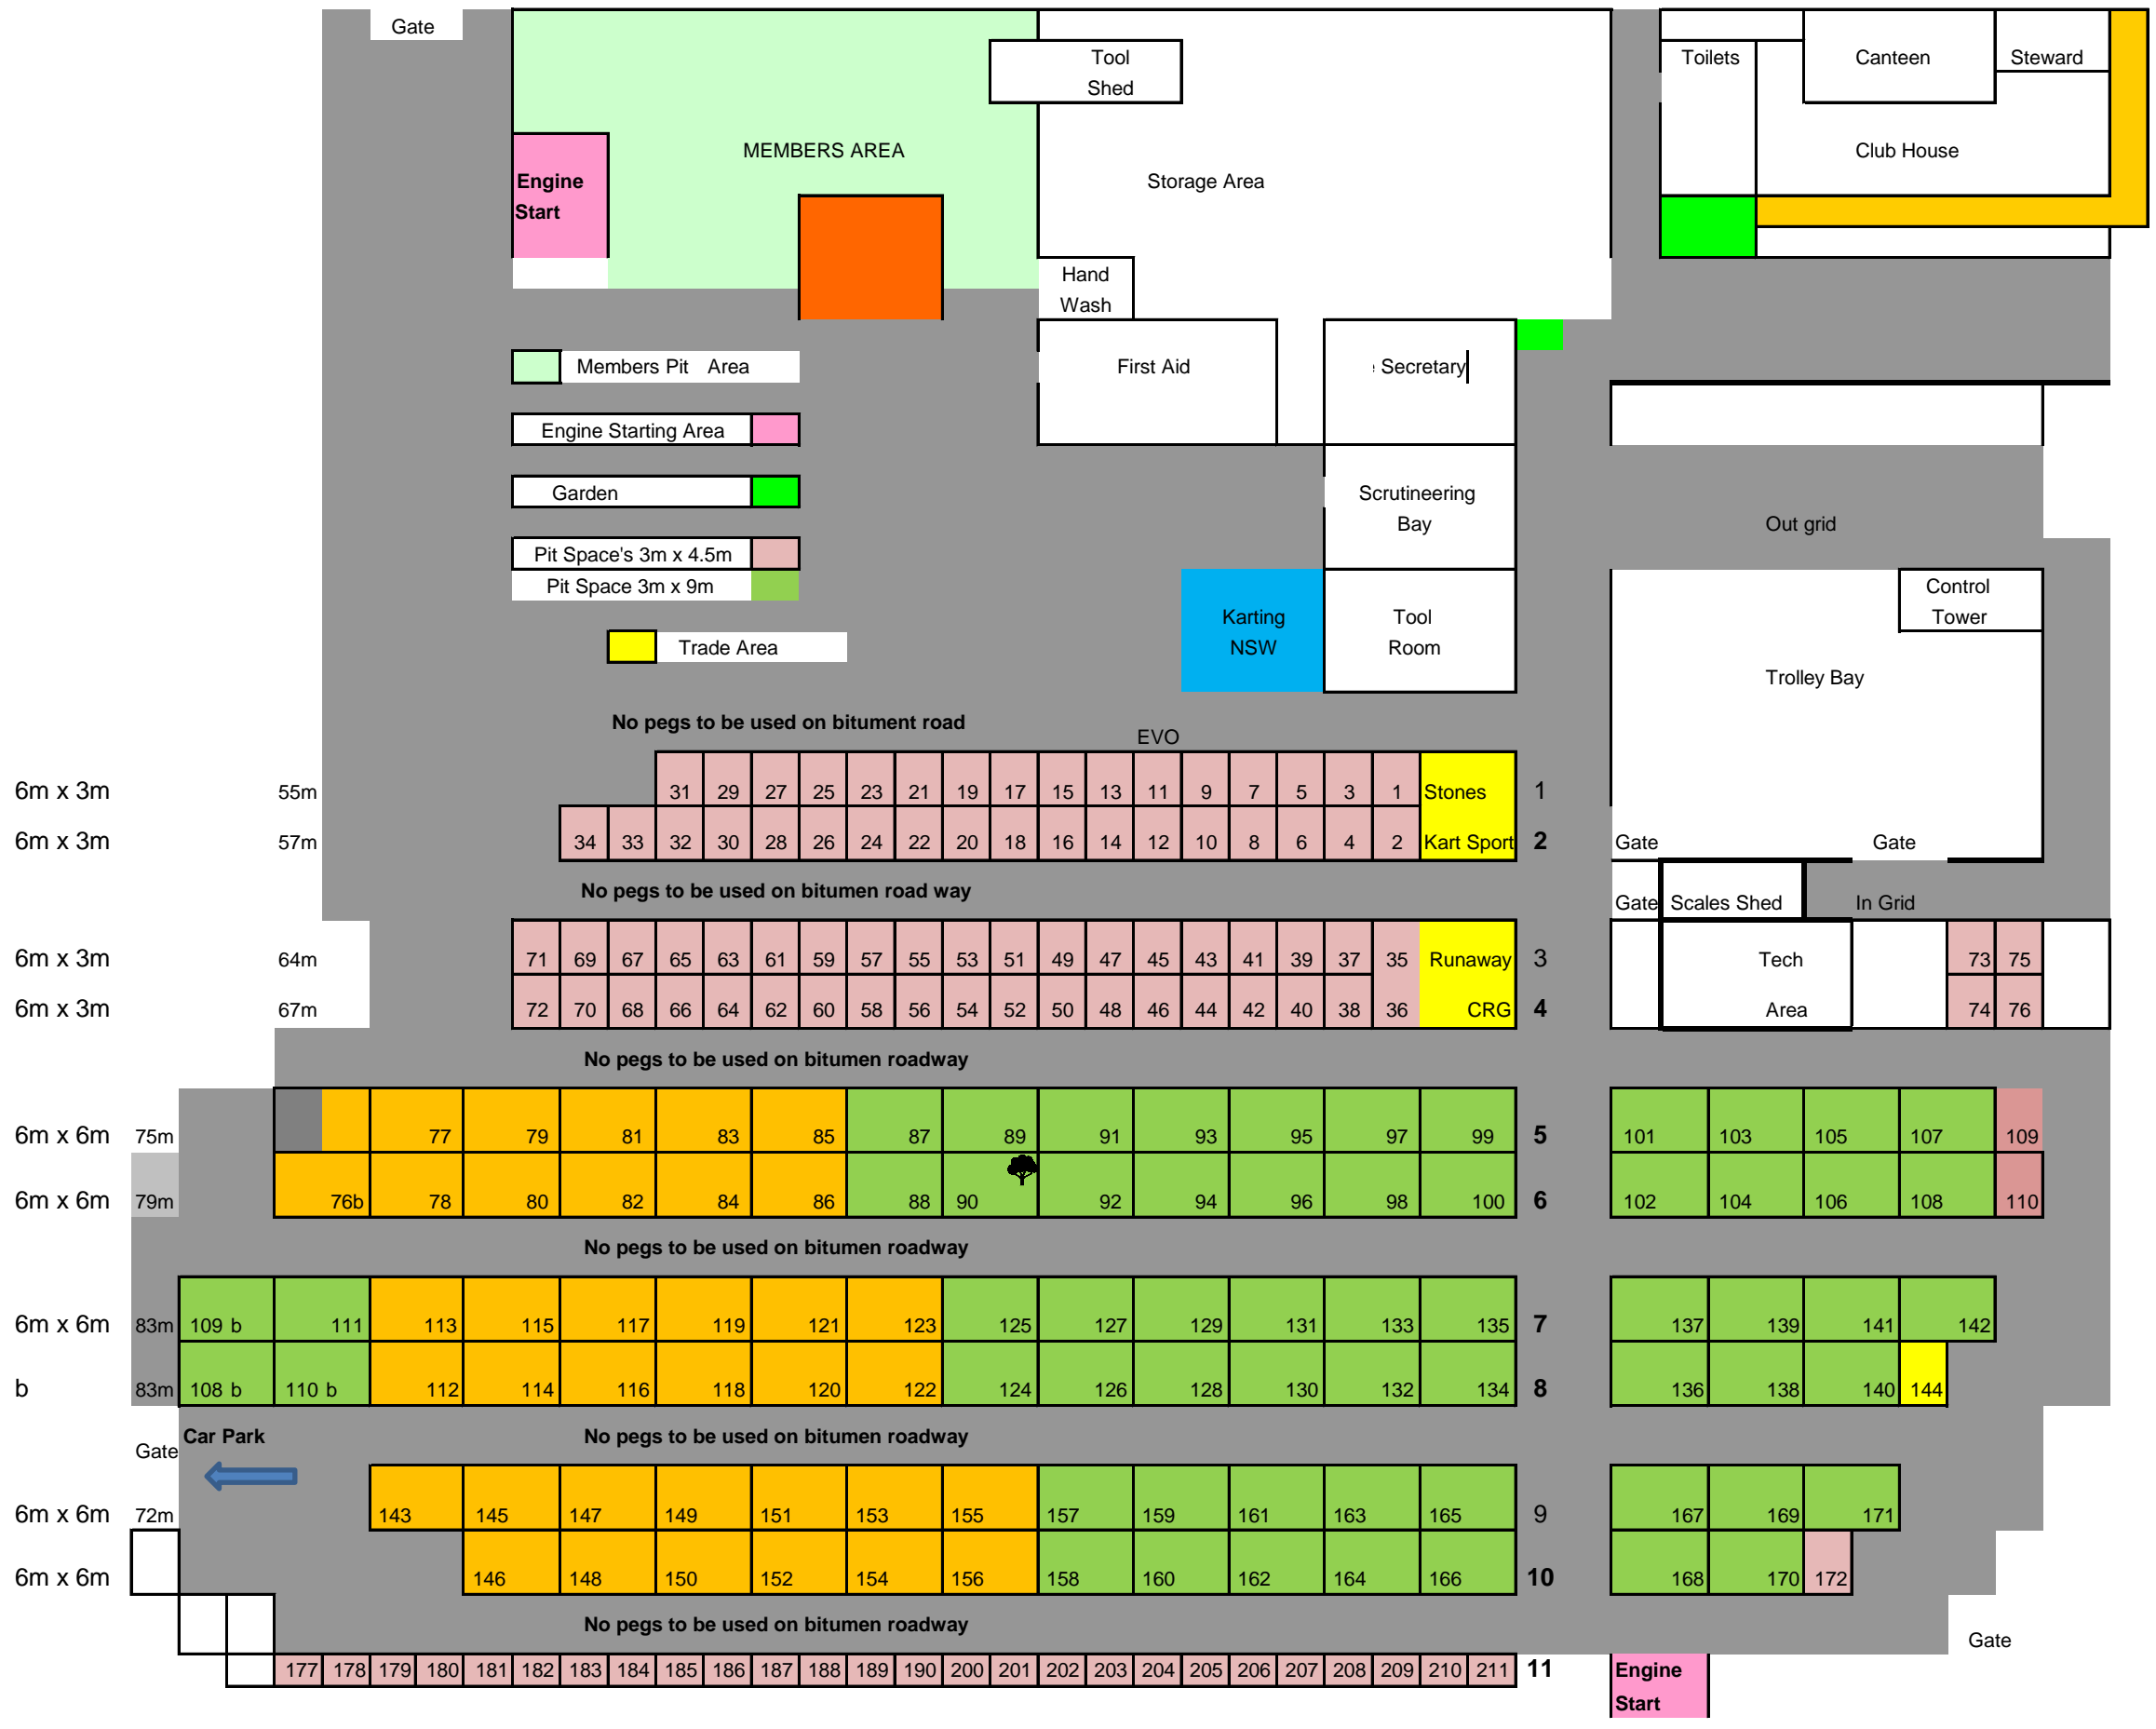 Gate
Tool
Shed
Toilets
Canteen
Steward
MEMBERS AREA
Club House
Engine
Start
Storage Area
Hand
Wash
Members Pit Area
First Aid
Secretary
Engine Starting Area
Garden
Scrutineering
Bay
Out grid
Pit Space's 3m x 4.5m
Pit Space 3m x 9m
Karting
NSW
Tool
Room
Control
Tower
Trade Area
Trolley Bay
No pegs to be used on bitument road
EVO
6m x 3m 55m 31 29 27 25 23 21 19 17 15 13 11 9 7 5 3 1 Stones 1
6m x 3m 57m 34 33 32 30 28 26 24 22 20 18 16 14 12 10 8 6 4 2 Kart Sport 2 Gate Gate
No pegs to be used on bitumen road way
Gate Scales Shed In Grid
6m x 3m 64m 71 69 67 65 63 61 59 57 55 53 51 49 47 45 43 41 39 37 35 Runaway 3 Tech 73 75
6m x 3m 67m 72 70 68 66 64 62 60 58 56 54 52 50 48 46 44 42 40 38 36 CRG 4 Area 74 76
No pegs to be used on bitumen roadway
6m x 6m 75m 77 79 81 83 85 87 89 91 93 95 97 99 5 101 103 105 107 109
6m x 6m 79m 76b 78 80 82 84 86 88 90 92 94 96 98 100 6 102 104 106 108 110
No pegs to be used on bitumen roadway
6m x 6m 83m 109 b 111 113 115 117 119 121 123 125 127 129 131 133 135 7 137 139 141 142
b 83m 108 b 110 b 112 114 116 118 120 122 124 126 128 130 132 134 8 136 138 140 144
Car Park No pegs to be used on bitumen roadway
Gate
6m x 6m 72m 143 145 147 149 151 153 155 157 159 161 163 165 9 167 169 171
6m x 6m 146 148 150 152 154 156 158 160 162 164 166 10 168 170 172
No pegs to be used on bitumen roadway
Gate
177 178 179 180 181 182 183 184 185 186 187 188 189 190 200 201 202 203 204 205 206 207 208 209 210 211 11 Engine
Start